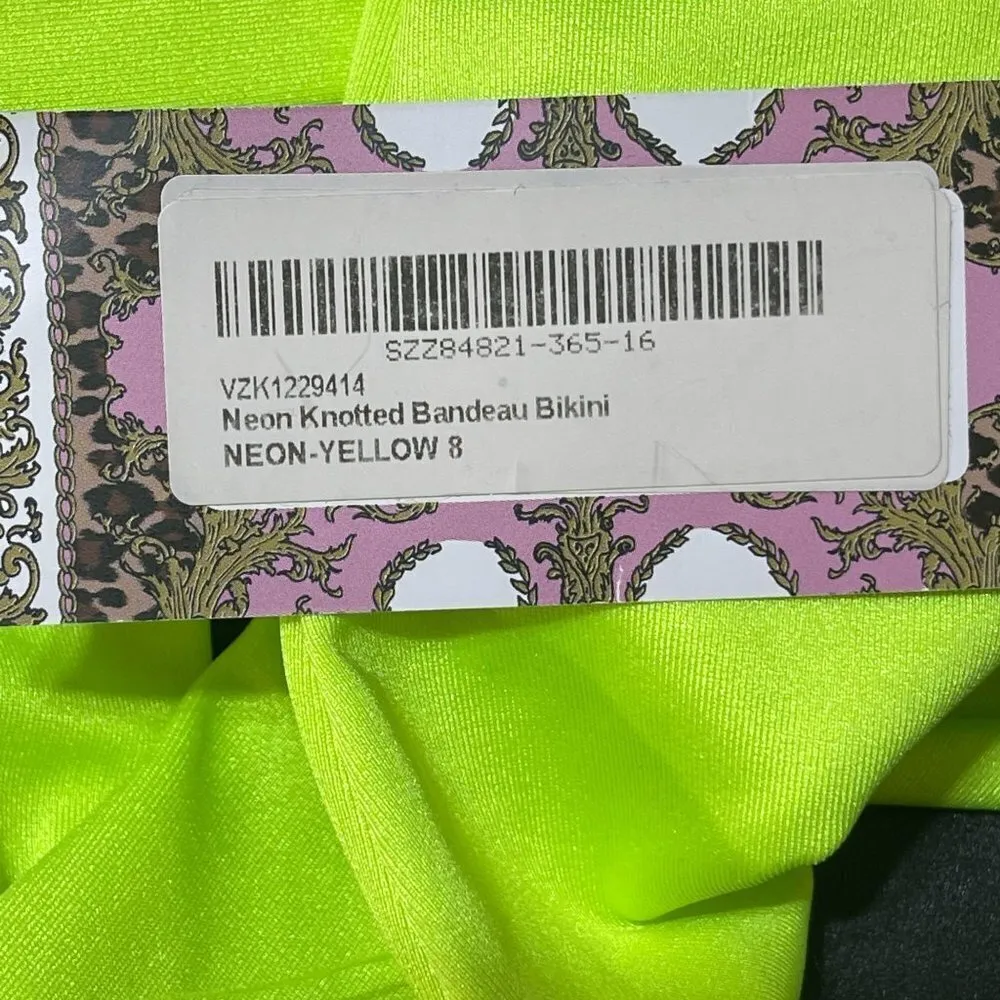 SZZ84821-365-16
VZK1229414
Neon Knotted Bandeau Bikini
NEON-YELLOW 8